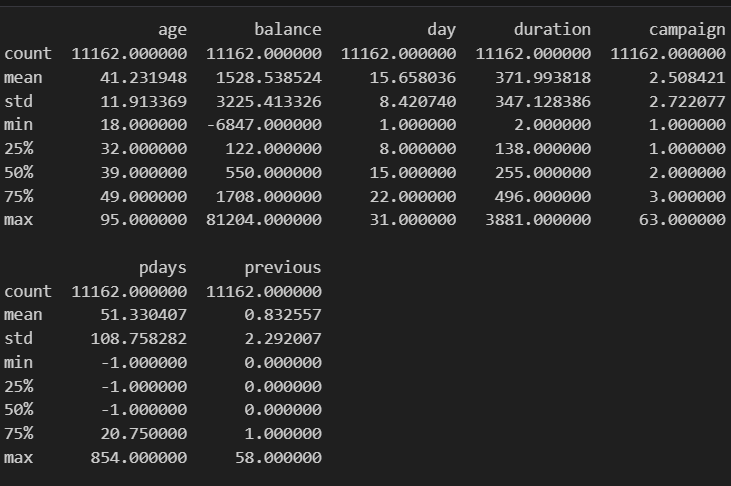 age       balance           day      duration      campaign
count  11162.000000  11162.000000  11162.000000  11162.000000  11162.000000
mean      41.231948   1528.538524     15.658036    371.993818      2.508421
std       11.913369   3225.413326      8.420740    347.128386      2.722077
min       18.000000  -6847.000000      1.000000      2.000000      1.000000
25%       32.000000    122.000000      8.000000    138.000000      1.000000
50%       39.000000    550.000000     15.000000    255.000000      2.000000
75%       49.000000   1708.000000     22.000000    496.000000      3.000000
max       95.000000  81204.000000     31.000000   3881.000000     63.000000

              pdays      previous
count  11162.000000  11162.000000
mean      51.330407      0.832557
std      108.758282      2.292007
min       -1.000000      0.000000
25%       -1.000000      0.000000
50%       -1.000000      0.000000
75%       20.750000      1.000000
max      854.000000     58.000000